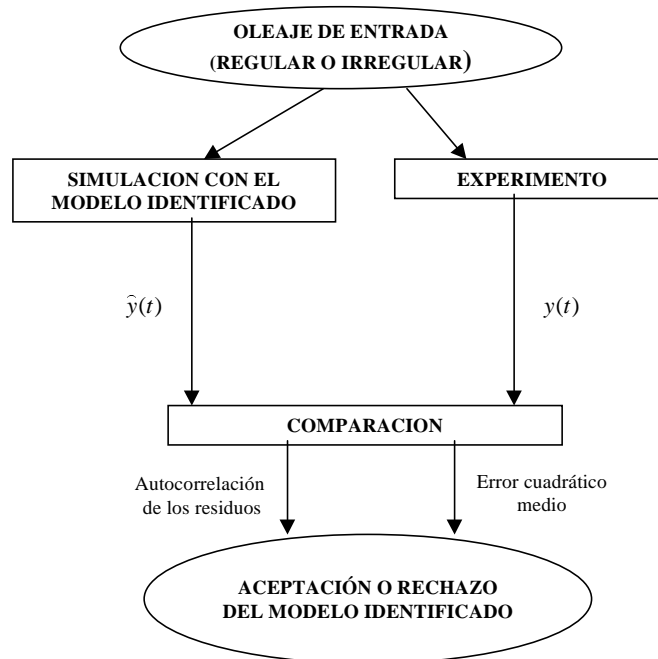 OLEAJE DE ENTRADA
(REGULAR O IRREGULAR)
SIMULACION CON EL
MODELO IDENTIFICADO
EXPERIMENTO
ŷ(t)
y(t)
COMPARACION
Autocorrelación
de los residuos
Error cuadrático
medio
ACEPTACIÓN O RECHAZO
DEL MODELO IDENTIFICADO